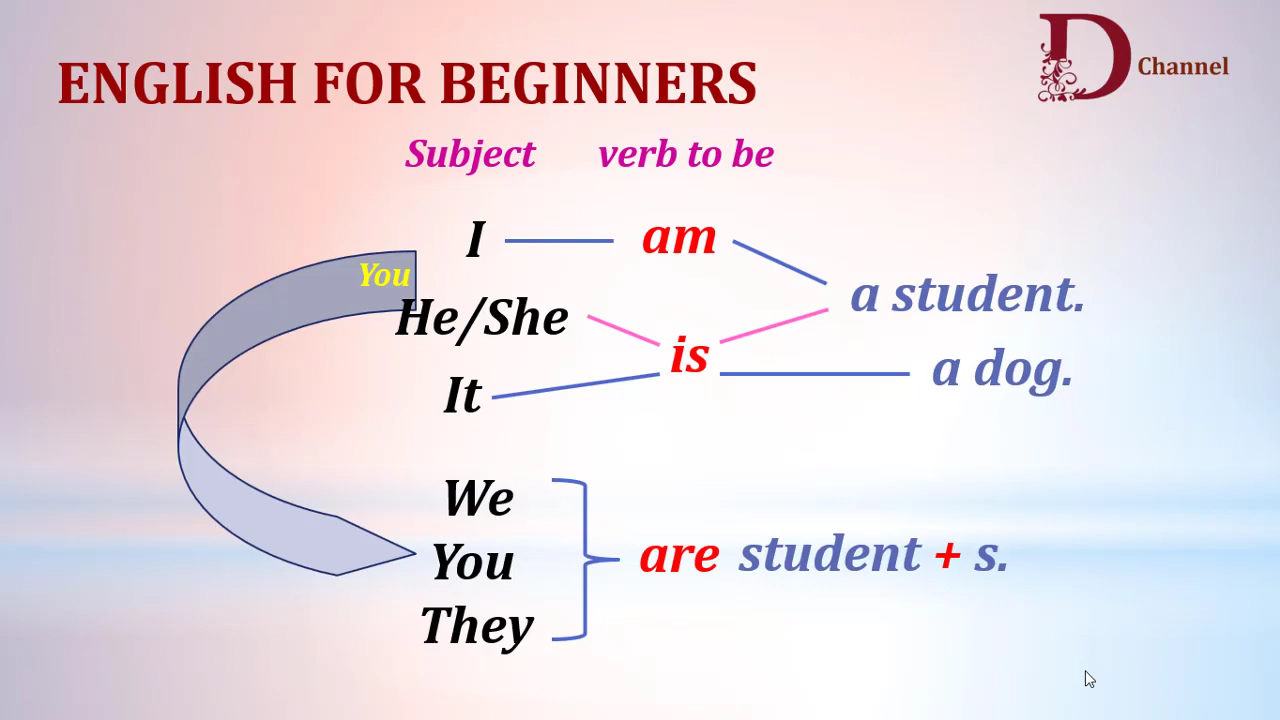 D Channel
ENGLISH FOR BEGINNERS
Subject verb to be
I am
You
a student.
He/She
is
a dog.
It
We
You
are student + s.
They